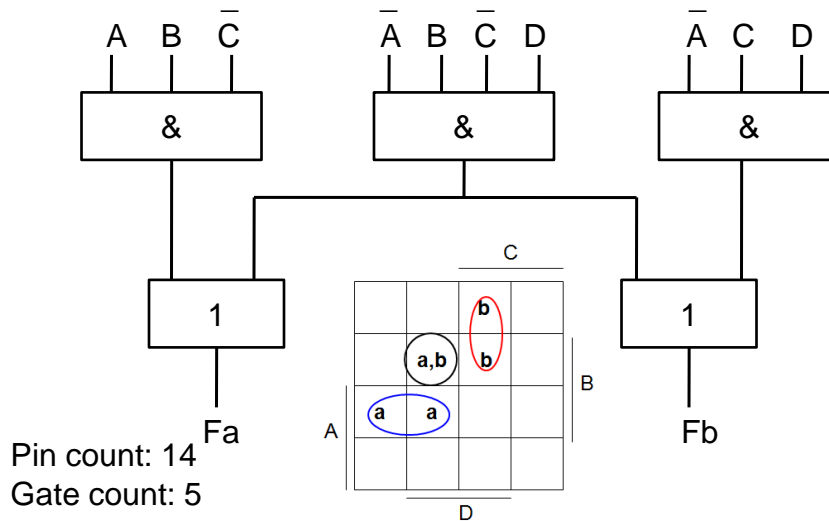 A B C̅ A̅ B C̅ D A̅ C D
& & &
C
1 b 1
a,b b
B
a a
A
Fa Fb
Pin count: 14
Gate count: 5
D